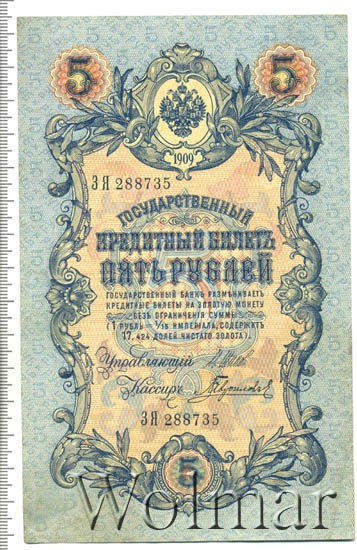 5 5
1909
ЗЯ 288735
ГОСУДАРСТВЕННЫЙ
КРЕДИТНЫЙ БИЛЕТЪ
ПЯТЬ РУБЛЕЙ
ГОСУДАРСТВЕННЫЙ БАНКЪ РАЗМѢНИВАЕТЪ
КРЕДИТНЫЕ БИЛЕТЫ НА ЗОЛОТУЮ МОНЕТУ
БЕЗЪ ОГРАНИЧЕНІЯ СУММЫ
(1 РУБЛЬ = 1/15 ИМПЕРІАЛА, СОДЕРЖИТЪ
17,424 ДОЛЕЙ ЧИСТАГО ЗОЛОТА).
Управляющій
Кассиръ
ЗЯ 288735
5
Wolmar